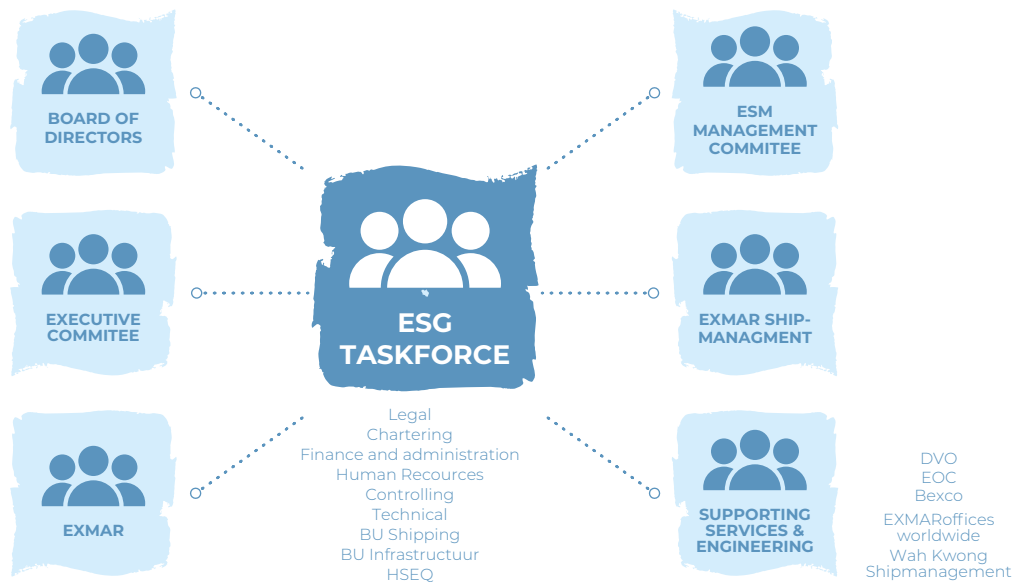 BOARD OF
DIRECTORS
ESM
MANAGEMENT
COMMITEE
EXECUTIVE
COMMITEE
ESG
TASKFORCE
EXMAR SHIP-
MANAGMENT
EXMAR
Legal
Chartering
Finance and administration
Human Recources
Controlling
Technical
BU Shipping
BU Infrastructuur
HSEQ
SUPPORTING
SERVICES &
ENGINEERING
DVO
EOC
Bexco
EXMARoffices
worldwide
Wah Kwong
Shipmanagement